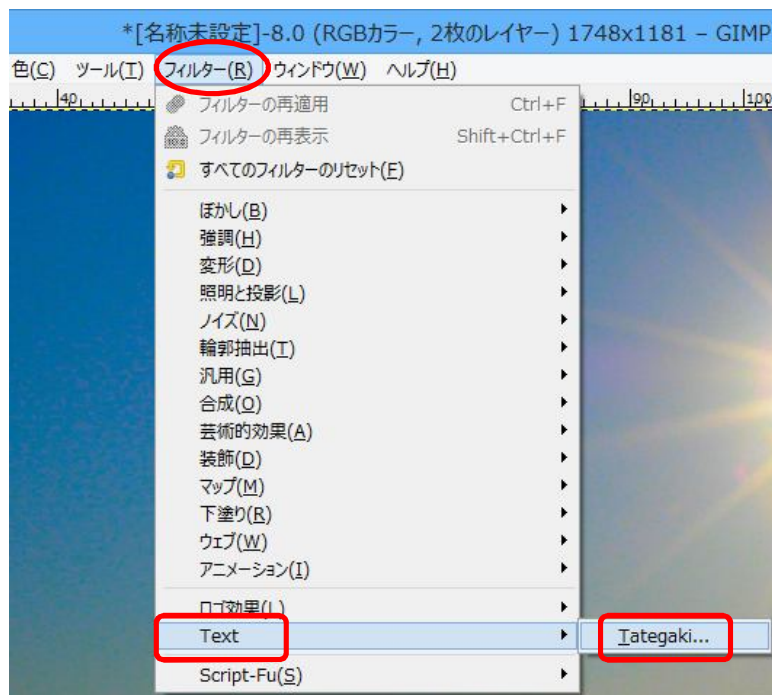 *[名称未設定]-8.0 (RGBカラー, 2枚のレイヤー) 1748x1181 – GIMP
色(C) ツール(T) フィルター(R) ウィンドウ(W) ヘルプ(H)
40 90 100
フィルターの再適用 Ctrl+F
フィルターの再表示 Shift+Ctrl+F
すべてのフィルターのリセット(F)
ぼかし(B)
強調(H)
変形(D)
照明と投影(L)
ノイズ(N)
輪郭抽出(T)
汎用(G)
合成(O)
芸術的効果(A)
装飾(D)
マップ(M)
下塗り(R)
ウェブ(W)
アニメーション(I)
ロゴ効果(L)
Text Tategaki...
Script-Fu(S)